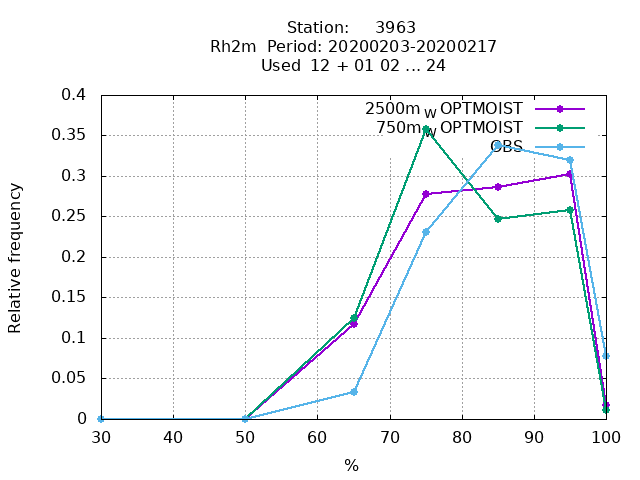 Station: 3963
Rh2m Period: 20200203-20200217
Used 12 + 01 02 ... 24
0.4
0.35
0.3
0.25
0.2
0.15
0.1
0.05
0
Relative frequency
2500m W OPTMOIST
750m W OPTMOIST
OBS
30 40 50 60 70 80 90 100
%